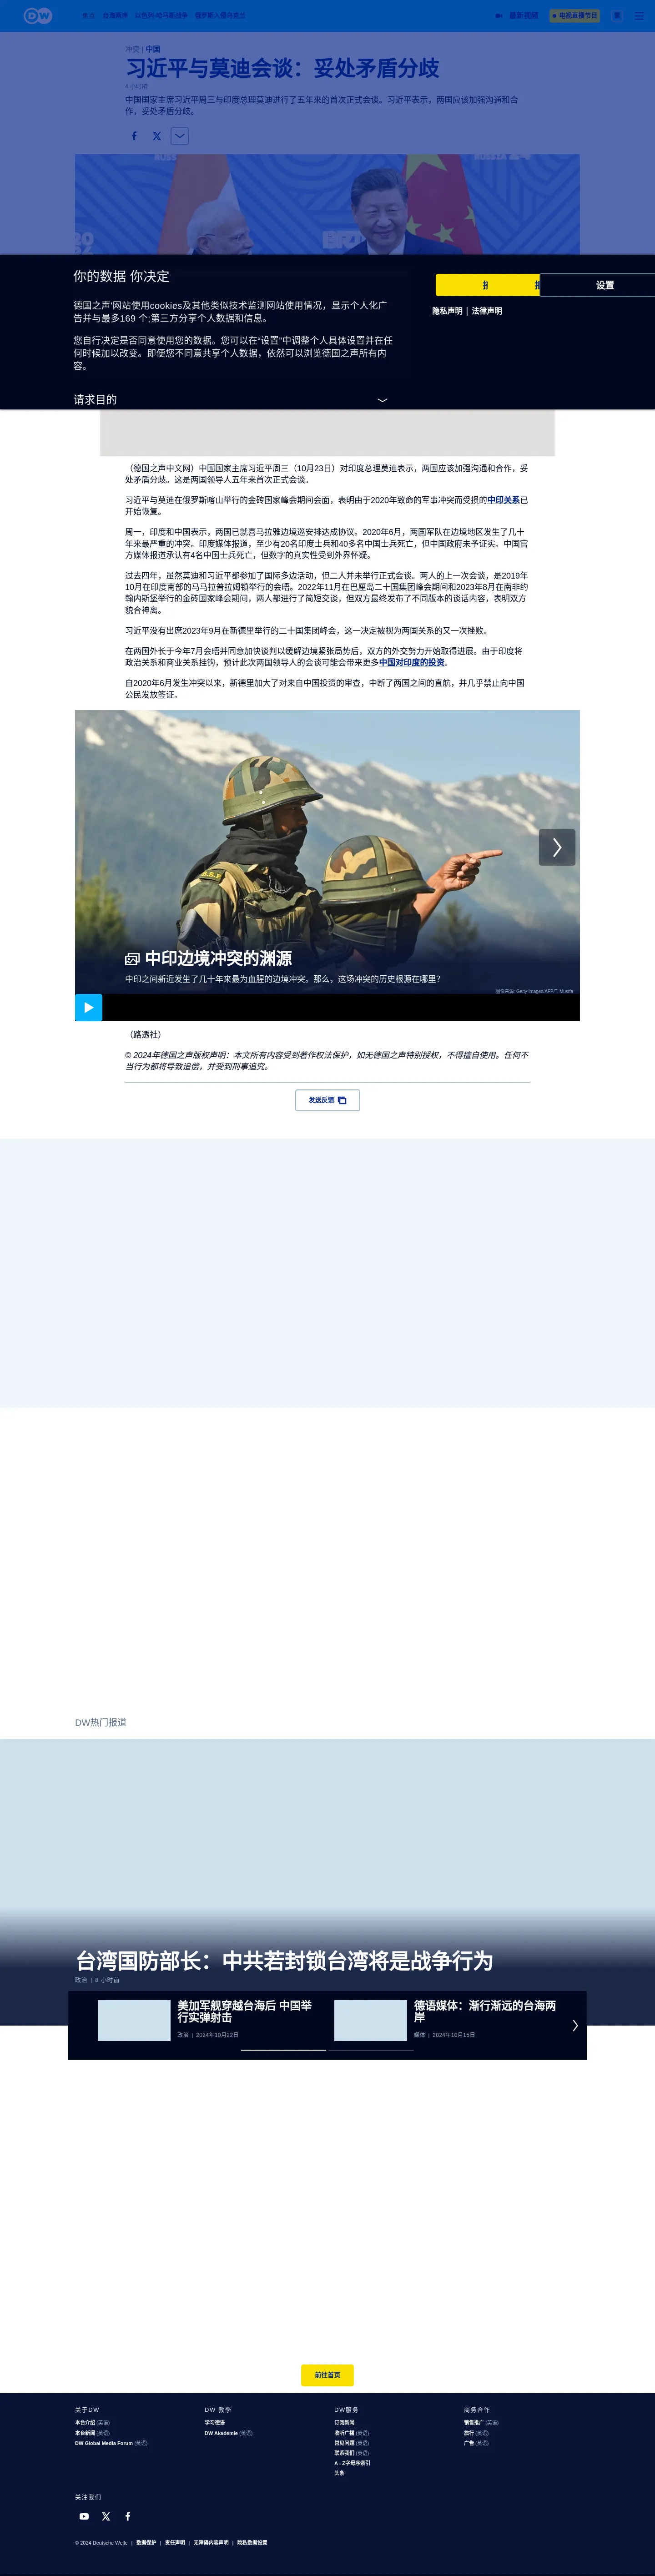 DW
最新视频
电视直播节目
冲突 | 中国
习近平与莫迪会谈：妥处矛盾分歧
4 小时前
中国国家主席习近平周三与印度总理莫迪进行了五年来的首次正式会谈。习近平表示，两国应该加强沟通和合
作，妥处矛盾分歧。
你的数据 你决定
德国之声‘网站使用cookies及其他类似技术监测网站使用情况，显示个人化广
告并与最多169 个;第三方分享个人数据和信息。
您自行决定是否同意使用您的数据。您可以在“设置”中调整个人具体设置并在任
何时候加以改变。即便您不同意共享个人数据，依然可以浏览德国之声所有内
容。
请求目的
设置
隐私声明 | 法律声明
（德国之声中文网）中国国家主席习近平周三（10月23日）对印度总理莫迪表示，两国应该加强沟通和合作，妥
处矛盾分歧。这是两国领导人五年来首次正式会谈。
习近平与莫迪在俄罗斯喀山举行的金砖国家峰会期间会面，表明由于2020年致命的军事冲突而受损的中印关系已
开始恢复。
周一，印度和中国表示，两国已就喜马拉雅边境巡安排达成协议。2020年6月，两国军队在边境地区发生了几十
年来最严重的冲突。印度媒体报道，至少有20名印度士兵和40多名中国士兵死亡，但中国政府未予证实。中国官
方媒体报道承认有4名中国士兵死亡，但数字的真实性受到外界怀疑。
过去四年，虽然莫迪和习近平都参加了国际多边活动，但二人并未举行正式会谈。两人的上一次会谈，是2019年
10月在印度南部的马马拉普拉姆镇举行的会晤。2022年11月在巴厘岛二十国集团峰会期间和2023年8月在南非约
翰内斯堡举行的金砖国家峰会期间，两人都进行了简短交谈，但双方最终发布了不同版本的谈话内容，表明双方
貌合神离。
习近平没有出席2023年9月在新德里举行的二十国集团峰会，这一决定被视为两国关系的又一次挫败。
在两国外长于今年7月会晤并同意加快谈判以缓解边境紧张局势后，双方的外交努力开始取得进展。由于印度将
政治关系和商业关系挂钩，预计此次两国领导人的会谈可能会带来更多中国对印度的投资。
自2020年6月发生冲突以来，新德里加大了对来自中国投资的审查，中断了两国之间的直航，并几乎禁止向中国
公民发放签证。
中印边境冲突的渊源
中印之间新近发生了几十年来最为血腥的边境冲突。那么，这场冲突的历史根源在哪里？
图像来源: Getty Images/AFP/T. Mustfa
（路透社）
© 2024年德国之声版权声明：本文所有内容受到著作权法保护，如无德国之声特别授权，不得擅自使用。任何不
当行为都将导致追偿，并受到刑事追究。
发送反馈
DW热门报道
台湾国防部长：中共若封锁台湾将是战争行为
政治 | 8 小时前
美加军舰穿越台海后 中国举
行实弹射击
政治 | 2024年10月22日
德语媒体：渐行渐远的台海两
岸
媒体 | 2024年10月15日
前往首页
关于DW
本台介绍 (英语)
本台新闻 (英语)
DW Global Media Forum (英语)
DW 教學
学习德语
DW Akademie (英语)
DW服务
订阅新闻
收听广播 (英语)
常见问题 (英语)
联系我们 (英语)
A - Z字母序索引
头条
商务合作
销售推广 (英语)
旅行 (英语)
广告 (英语)
关注我们
© 2024 Deutsche Welle | 数据保护 | 责任声明 | 无障碍内容声明 | 隐私数据设置